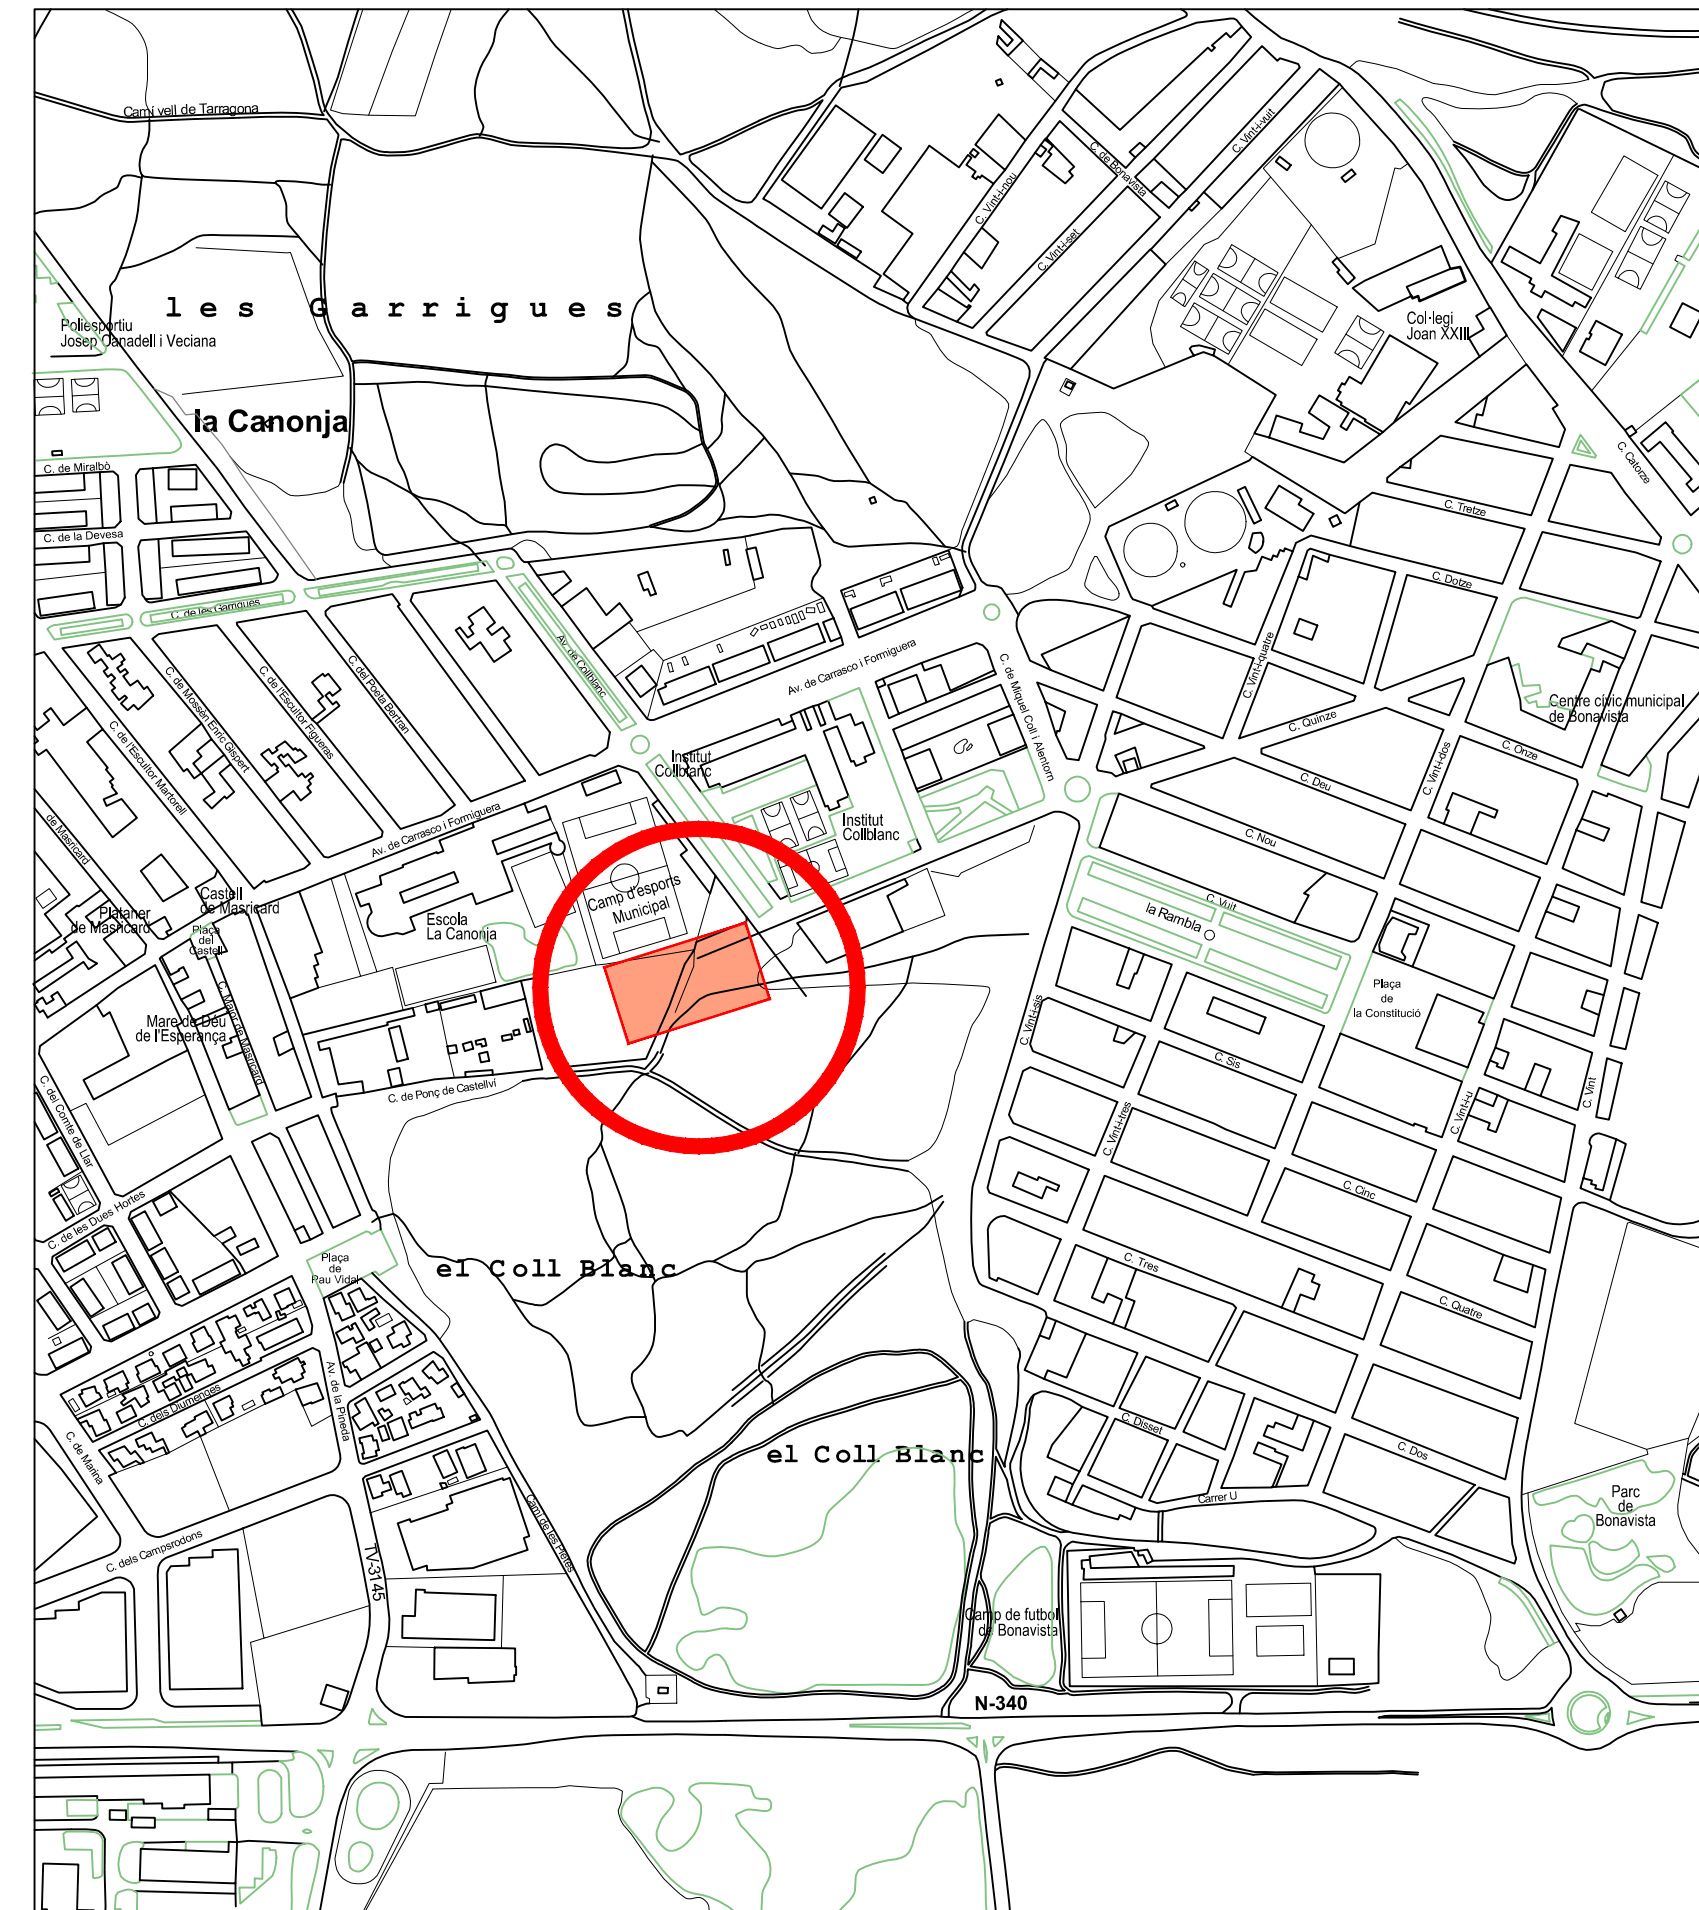 Camí vell de Tarragona
C. Vint-i-vuit
C. de Bonavista
C. Vint-i-nou
C. Vint-i-set
les Garrigues
Poliesportiu
Josep Canadell i Veciana
Col·legi
Joan XXIII
la Canonja
C. de Miralbò
C. Catorze
C. Tretze
C. de la Devesa
C. Dotze
C. de les Garrigues
Av. de Collblanc
Av. de Carrasco i Formiguera
C. de Miquel Coll i Alentorn
C. Vint-i-quatre
C. de Mossèn Enric Gispert
C. de l'Escultor Figueras
C. del Poeta Bertran
C. de l'Escultor Martorell
Centre cívic municipal
de Bonavista
C. Quinze
C. Onze
C. Vint-i-dos
Institut
Collblanc
C. Deu
Av. de Carrasco i Formiguera
Institut
Collblanc
C. Nou
de Masricard
Castell
de Masricard
Camp d'esports
Municipal
Plataner
de Masricard
Escola
La Canonja
Plaça
del
Castell
C. Vuit
la Rambla
Plaça
de
la Constitució
C. Major de Masricard
Mare de Déu
de l'Esperança
C. Vint-i-sis
C. Sis
C. del Comte de Llar
C. de Ponç de Castellví
C. Vint-i-tres
C. Vint-i-u
C. Vint
C. Cinc
C. de les Dues Hortes
Plaça
de
Pau Vidal
el Coll Blanc
C. Tres
C. Quatre
Av. de la Pineda
C. dels Diumenges
C. de Marina
C. Disset
C. Dos
el Coll Blanc
Carrer U
Parc
de
Bonavista
Camí de les Pletes
C. dels Campsrodons
TV-3145
Camp de futbol
de Bonavista
N-340